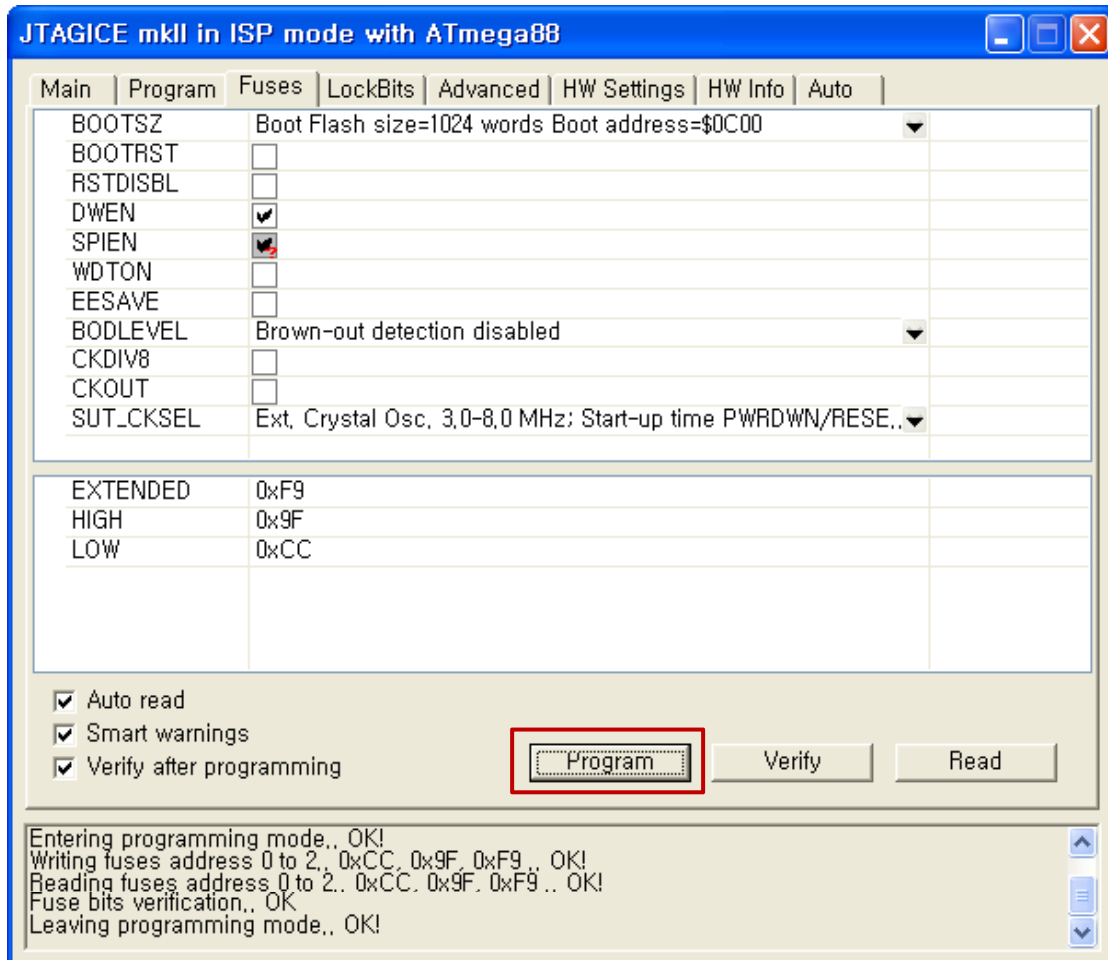 JTAGICE mkII in ISP mode with ATmega88
Main Program Fuses LockBits Advanced HW Settings HW Info Auto
BOOTSZ Boot Flash size=1024 words Boot address=$0C00
BOOTRST
RSTDISBL
DWEN
SPIEN
WDTON
EESAVE
BODLEVEL Brown-out detection disabled
CKDIV8
CKOUT
SUT_CKSEL Ext. Crystal Osc. 3.0-8.0 MHz; Start-up time PWRDWN/RESE..
EXTENDED 0xF9
HIGH 0x9F
LOW 0xCC
Auto read
Smart warnings
Verify after programming
Program Verify Read
Entering programming mode.. OK!
Writing fuses address 0 to 2.. 0xCC, 0x9F, 0xF9 .. OK!
Reading fuses address 0 to 2.. 0xCC, 0x9F, 0xF9 .. OK!
Fuse bits verification.. OK
Leaving programming mode.. OK!